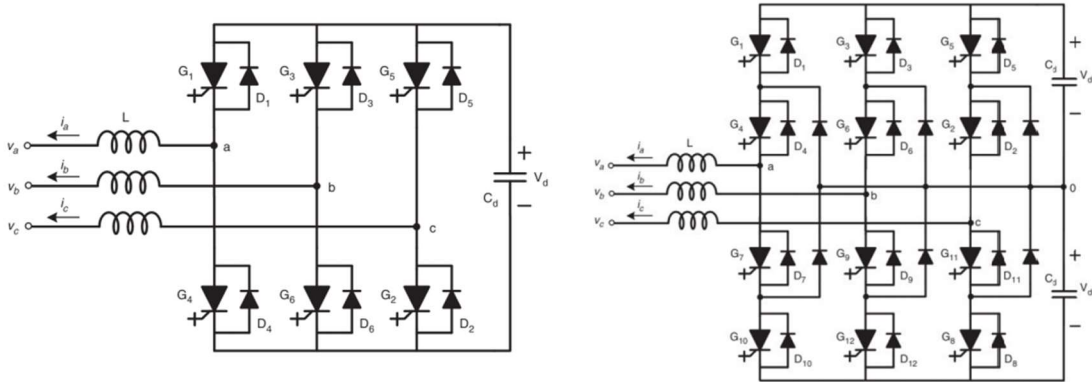 G1 D1 G3 D3 G5 D5
L
va ia a
vb ib b
vc ic c
+
Cd Vd
−
G4 D4 G6 D6 G2 D2
G1 D1 G3 D3 G5 D5
+
Cd Vd
−
G4 D4 G6 D6 G2 D2
L
va ia a
0
vb ib b
vc ic c
G7 D7 G9 D9 G11 D11
+
Cd Vd
−
G10 D10 G12 D12 G8 D8